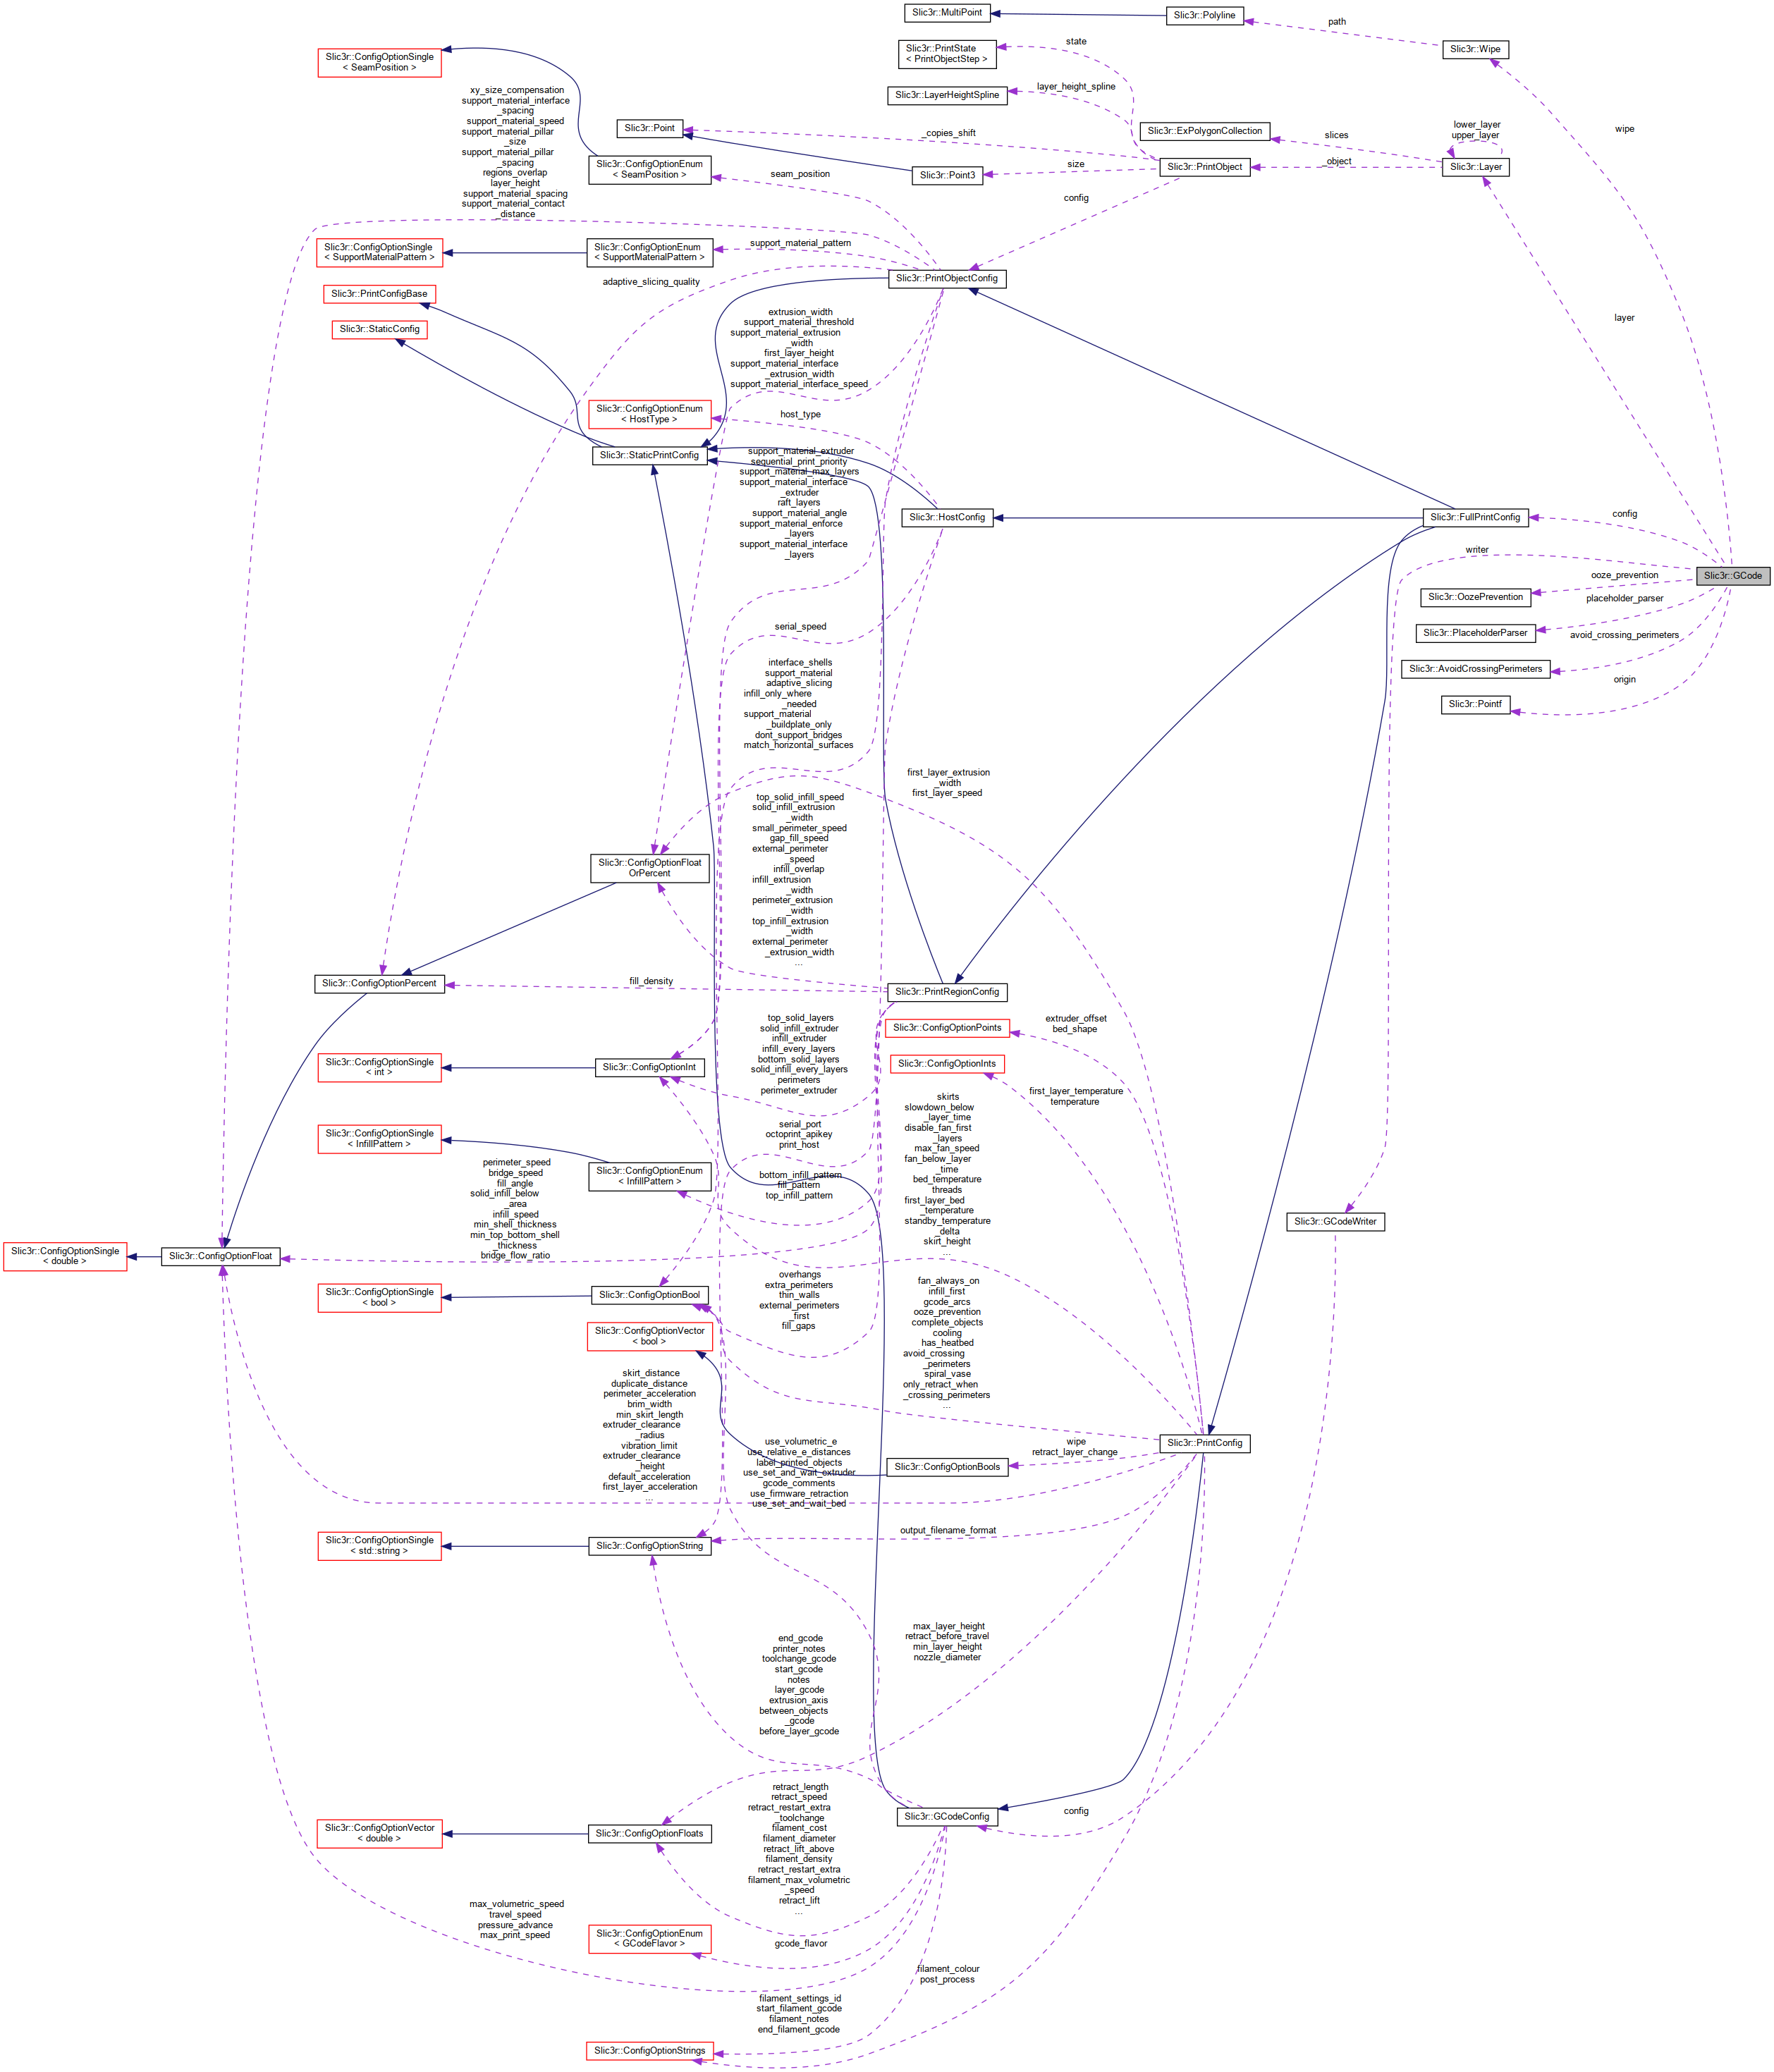 Slic3r::MultiPoint
Slic3r::Polyline
path
Slic3r::Wipe
state
Slic3r::PrintState
< PrintObjectStep >
Slic3r::ConfigOptionSingle
< SeamPosition >
layer_height_spline
Slic3r::LayerHeightSpline
xy_size_compensation
support_material_interface
_spacing
support_material_speed
support_material_pillar
_size
support_material_pillar
_spacing
regions_overlap
layer_height
support_material_spacing
support_material_contact
_distance
Slic3r::Point
_copies_shift
Slic3r::ExPolygonCollection
slices
lower_layer
upper_layer
wipe
Slic3r::ConfigOptionEnum
< SeamPosition >
seam_position
Slic3r::Point3
size
Slic3r::PrintObject
_object
Slic3r::Layer
config
Slic3r::ConfigOptionSingle
< SupportMaterialPattern >
Slic3r::ConfigOptionEnum
< SupportMaterialPattern >
support_material_pattern
adaptive_slicing_quality
Slic3r::PrintObjectConfig
Slic3r::PrintConfigBase
Slic3r::StaticConfig
layer
extrusion_width
support_material_threshold
support_material_extrusion
_width
first_layer_height
support_material_interface
_extrusion_width
support_material_interface_speed
Slic3r::ConfigOptionEnum
< HostType >
host_type
Slic3r::StaticPrintConfig
support_material_extruder
sequential_print_priority
support_material_max_layers
support_material_interface
_extruder
raft_layers
support_material_angle
support_material_enforce
_layers
support_material_interface
_layers
Slic3r::HostConfig
Slic3r::FullPrintConfig
config
writer
Slic3r::GCode
ooze_prevention
Slic3r::OozePrevention
placeholder_parser
Slic3r::PlaceholderParser
avoid_crossing_perimeters
Slic3r::AvoidCrossingPerimeters
origin
Slic3r::Pointf
serial_speed
interface_shells
support_material
adaptive_slicing
infill_only_where
_needed
support_material
_buildplate_only
dont_support_bridges
match_horizontal_surfaces
first_layer_extrusion
_width
first_layer_speed
top_solid_infill_speed
solid_infill_extrusion
_width
small_perimeter_speed
gap_fill_speed
external_perimeter
_speed
infill_overlap
infill_extrusion
_width
perimeter_extrusion
_width
top_infill_extrusion
_width
external_perimeter
_extrusion_width
...
Slic3r::ConfigOptionFloat
OrPercent
Slic3r::ConfigOptionPercent
fill_density
Slic3r::PrintRegionConfig
Slic3r::ConfigOptionPoints
extruder_offset
bed_shape
top_solid_layers
solid_infill_extruder
infill_extruder
infill_every_layers
bottom_solid_layers
solid_infill_every_layers
perimeters
perimeter_extruder
Slic3r::ConfigOptionSingle
< int >
Slic3r::ConfigOptionInt
Slic3r::ConfigOptionInts
first_layer_temperature
temperature
skirts
slowdown_below
_layer_time
disable_fan_first
_layers
max_fan_speed
fan_below_layer
_time
bed_temperature
threads
first_layer_bed
_temperature
standby_temperature
_delta
skirt_height
...
serial_port
octoprint_apikey
print_host
Slic3r::ConfigOptionSingle
< InfillPattern >
Slic3r::ConfigOptionEnum
< InfillPattern >
bottom_infill_pattern
fill_pattern
top_infill_pattern
perimeter_speed
bridge_speed
fill_angle
solid_infill_below
_area
infill_speed
min_shell_thickness
min_top_bottom_shell
_thickness
bridge_flow_ratio
Slic3r::GCodeWriter
Slic3r::ConfigOptionSingle
< double >
Slic3r::ConfigOptionFloat
Slic3r::ConfigOptionSingle
< bool >
Slic3r::ConfigOptionBool
overhangs
extra_perimeters
thin_walls
external_perimeters
_first
fill_gaps
fan_always_on
infill_first
gcode_arcs
ooze_prevention
complete_objects
cooling
has_heatbed
avoid_crossing
_perimeters
spiral_vase
only_retract_when
_crossing_perimeters
...
Slic3r::ConfigOptionVector
< bool >
skirt_distance
duplicate_distance
perimeter_acceleration
brim_width
min_skirt_length
extruder_clearance
_radius
vibration_limit
extruder_clearance
_height
default_acceleration
first_layer_acceleration
...
use_volumetric_e
use_relative_e_distances
label_printed_objects
use_set_and_wait_extruder
gcode_comments
use_firmware_retraction
use_set_and_wait_bed
Slic3r::ConfigOptionBools
wipe
retract_layer_change
Slic3r::PrintConfig
Slic3r::ConfigOptionSingle
< std::string >
Slic3r::ConfigOptionString
output_filename_format
end_gcode
printer_notes
toolchange_gcode
start_gcode
notes
layer_gcode
extrusion_axis
between_objects
_gcode
before_layer_gcode
max_layer_height
retract_before_travel
min_layer_height
nozzle_diameter
retract_length
retract_speed
retract_restart_extra
_toolchange
filament_cost
filament_diameter
retract_lift_above
filament_density
retract_restart_extra
filament_max_volumetric
_speed
retract_lift
...
Slic3r::GCodeConfig
config
Slic3r::ConfigOptionVector
< double >
Slic3r::ConfigOptionFloats
max_volumetric_speed
travel_speed
pressure_advance
max_print_speed
Slic3r::ConfigOptionEnum
< GCodeFlavor >
gcode_flavor
filament_colour
post_process
filament_settings_id
start_filament_gcode
filament_notes
end_filament_gcode
Slic3r::ConfigOptionStrings